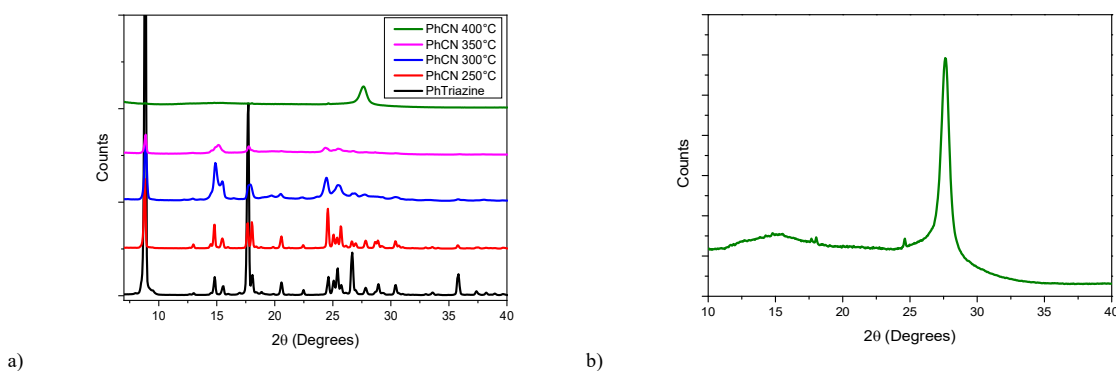 PhCN 400°C
PhCN 350°C
PhCN 300°C
PhCN 250°C
PhTriazine
Counts
15 20 25 30 35 40
2θ (Degrees)
a)
Counts
10 15 20 25 30 35 40
2θ (Degrees)
b)